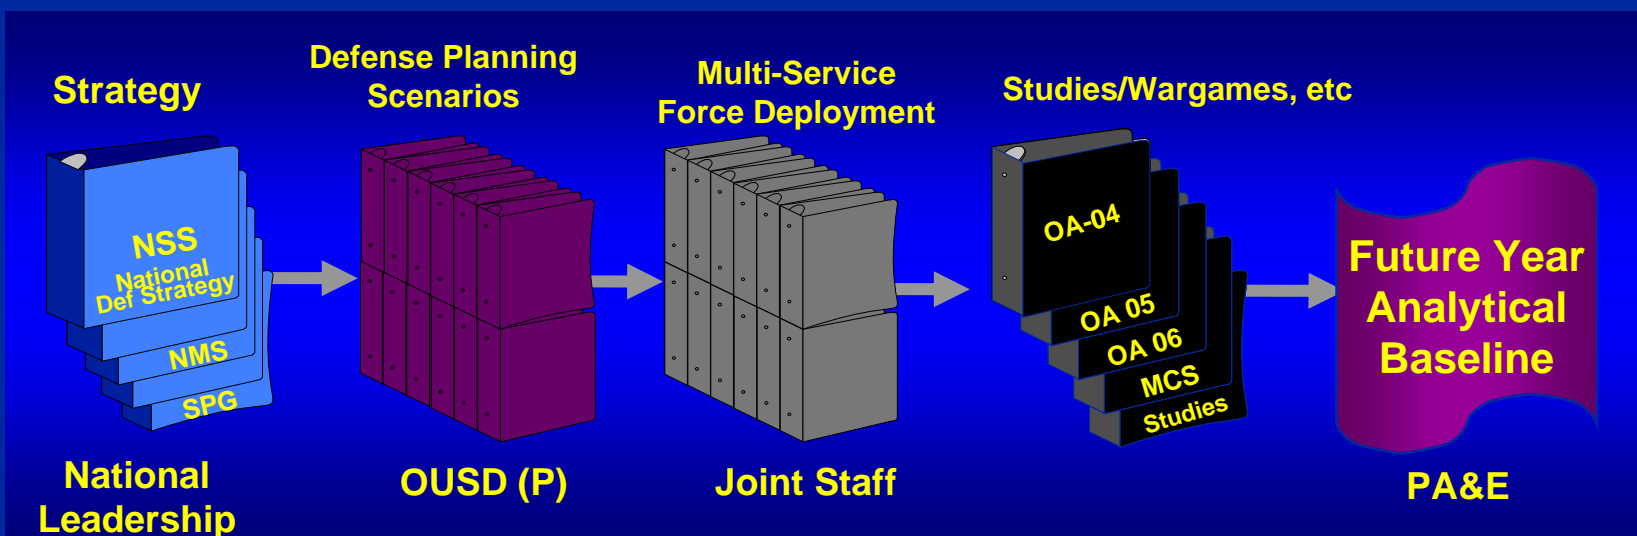 Strategy
NSS
National
Def Strategy
NMS
SPG
National
Leadership
Defense Planning
Scenarios
OUSD (P)
Multi-Service
Force Deployment
Joint Staff
Studies/Wargames, etc
OA-04
OA 05
OA 06
MCS
Studies
Future Year
Analytical
Baseline
PA&E